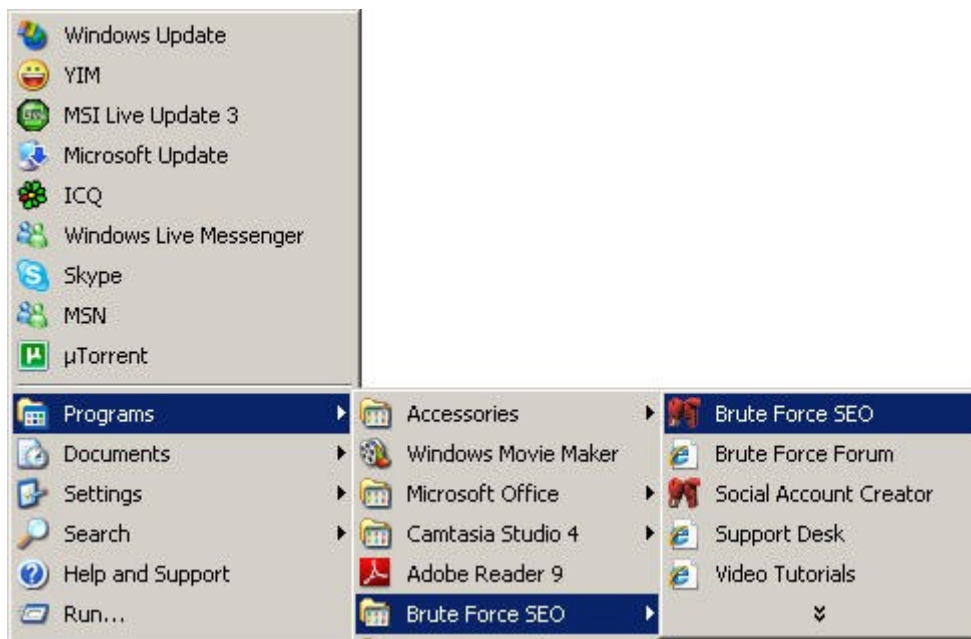 Windows Update
YIM
MSI Live Update 3
Microsoft Update
ICQ
Windows Live Messenger
Skype
MSN
µTorrent
Programs
Documents
Settings
Search
Help and Support
Run...
Accessories
Windows Movie Maker
Microsoft Office
Camtasia Studio 4
Adobe Reader 9
Brute Force SEO
Brute Force SEO
Brute Force Forum
Social Account Creator
Support Desk
Video Tutorials